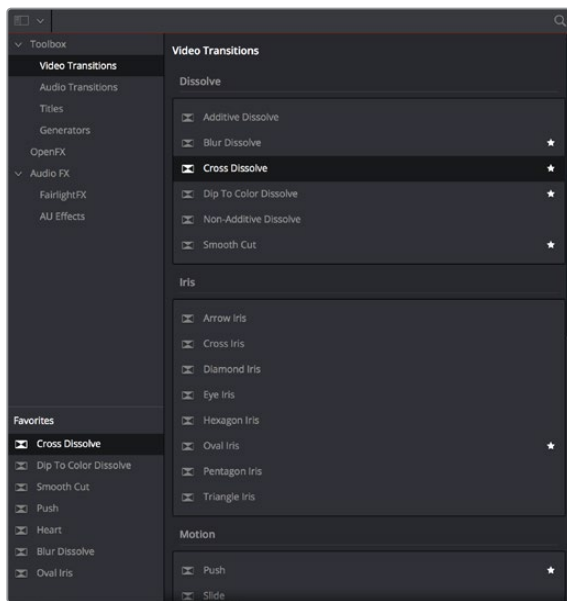 Toolbox
Video Transitions
Audio Transitions
Titles
Generators
OpenFX
Audio FX
FairlightFX
AU Effects
Favorites
Cross Dissolve
Dip To Color Dissolve
Smooth Cut
Push
Heart
Blur Dissolve
Oval Iris
Video Transitions
Dissolve
Additive Dissolve
Blur Dissolve
Cross Dissolve
Dip To Color Dissolve
Non-Additive Dissolve
Smooth Cut
Iris
Arrow Iris
Cross Iris
Diamond Iris
Eye Iris
Hexagon Iris
Oval Iris
Pentagon Iris
Triangle Iris
Motion
Push
Slide